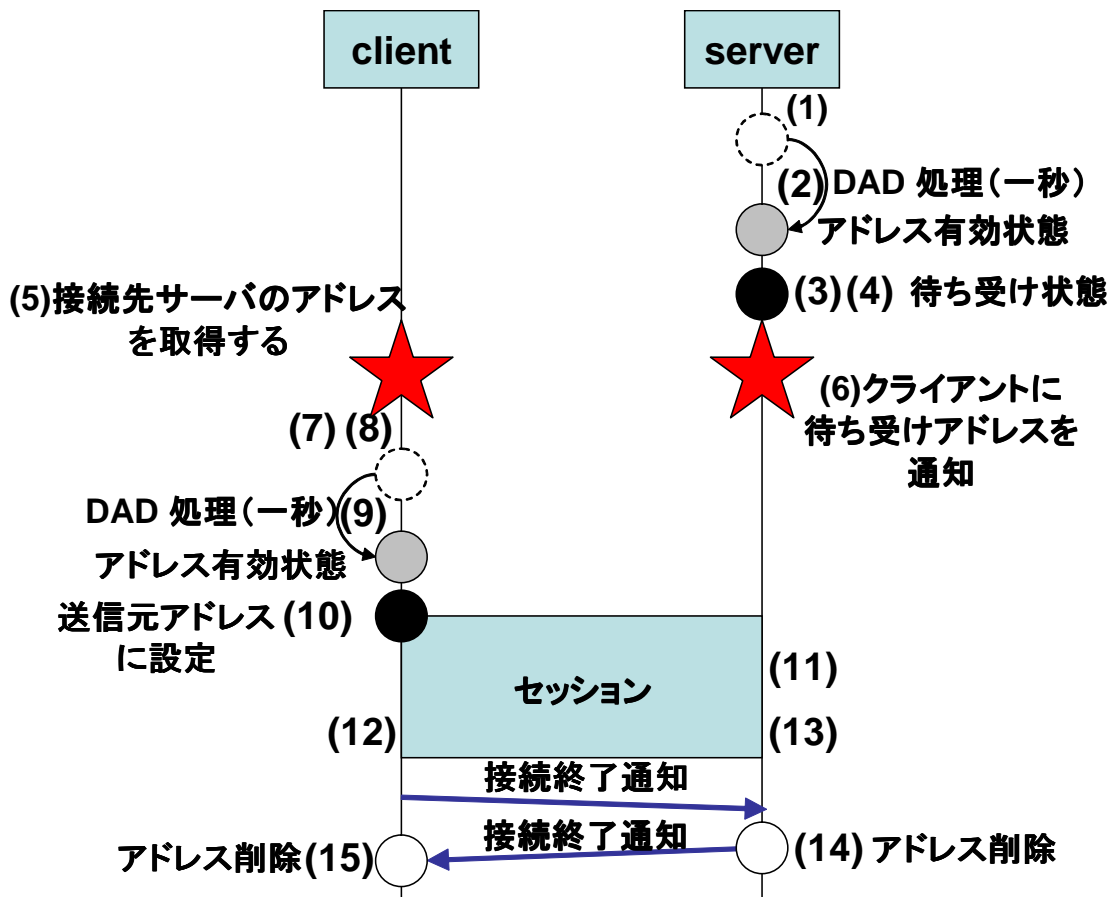 client
server
(1)
(2) DAD 処理(一秒)
アドレス有効状態
(3) (4) 待ち受け状態
(5)接続先サーバのアドレス
を取得する
(6)クライアントに
待ち受けアドレスを
通知
(7) (8)
DAD 処理(一秒)(9)
アドレス有効状態
送信元アドレス (10)
に設定
セッション
(11)
(12)
(13)
接続終了通知
接続終了通知
アドレス削除(15)
(14) アドレス削除